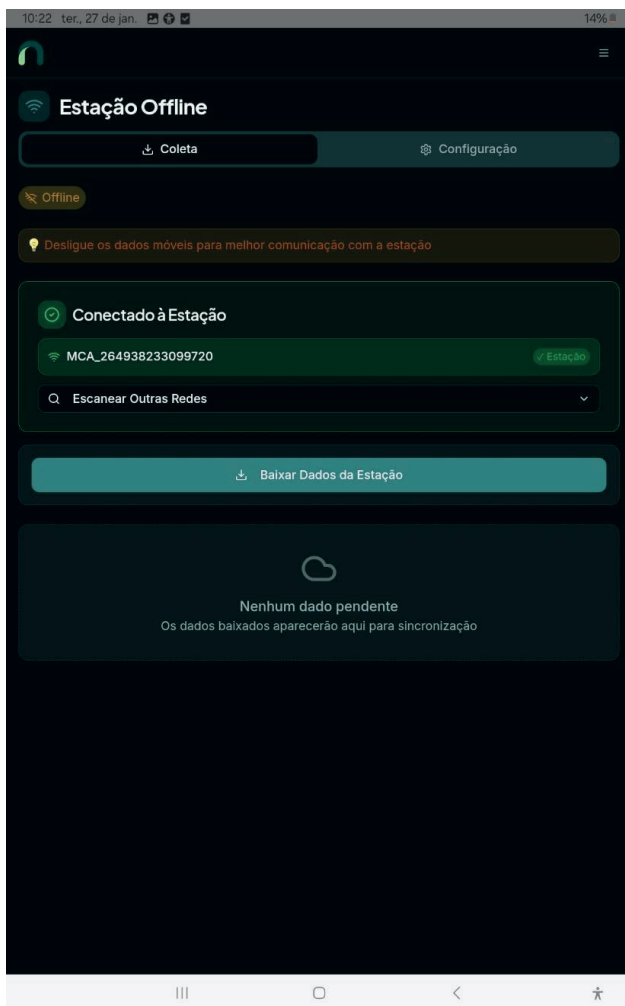 10:22 ter., 27 de jan.
14%
Estação Offline
Coleta
Configuração
Offline
Desligue os dados móveis para melhor comunicação com a estação
Conectado à Estação
MCA_264938233099720
✓ Estação
Escanear Outras Redes
Baixar Dados da Estação
Nenhum dado pendente
Os dados baixados aparecerão aqui para sincronização